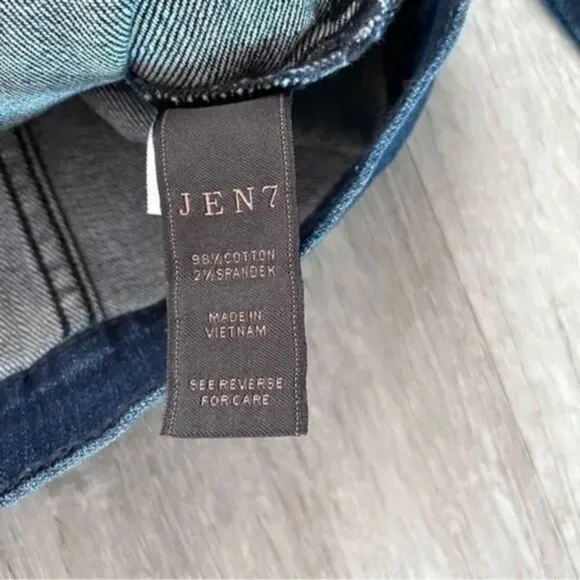 JEN7
98% COTTON
2% SPANDEX
MADE IN
VIETNAM
SEE REVERSE
FOR CARE